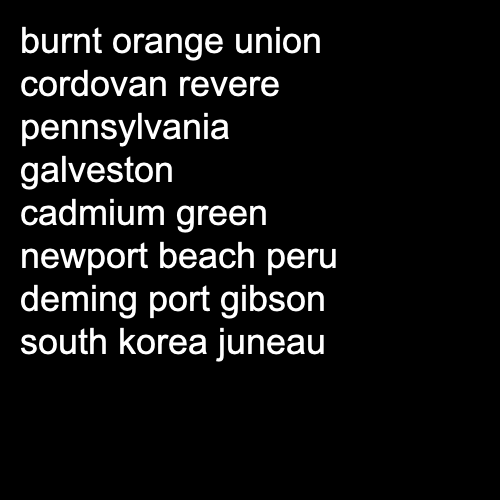 burnt orange union
cordovan revere
pennsylvania
galveston
cadmium green
newport beach peru
deming port gibson
south korea juneau